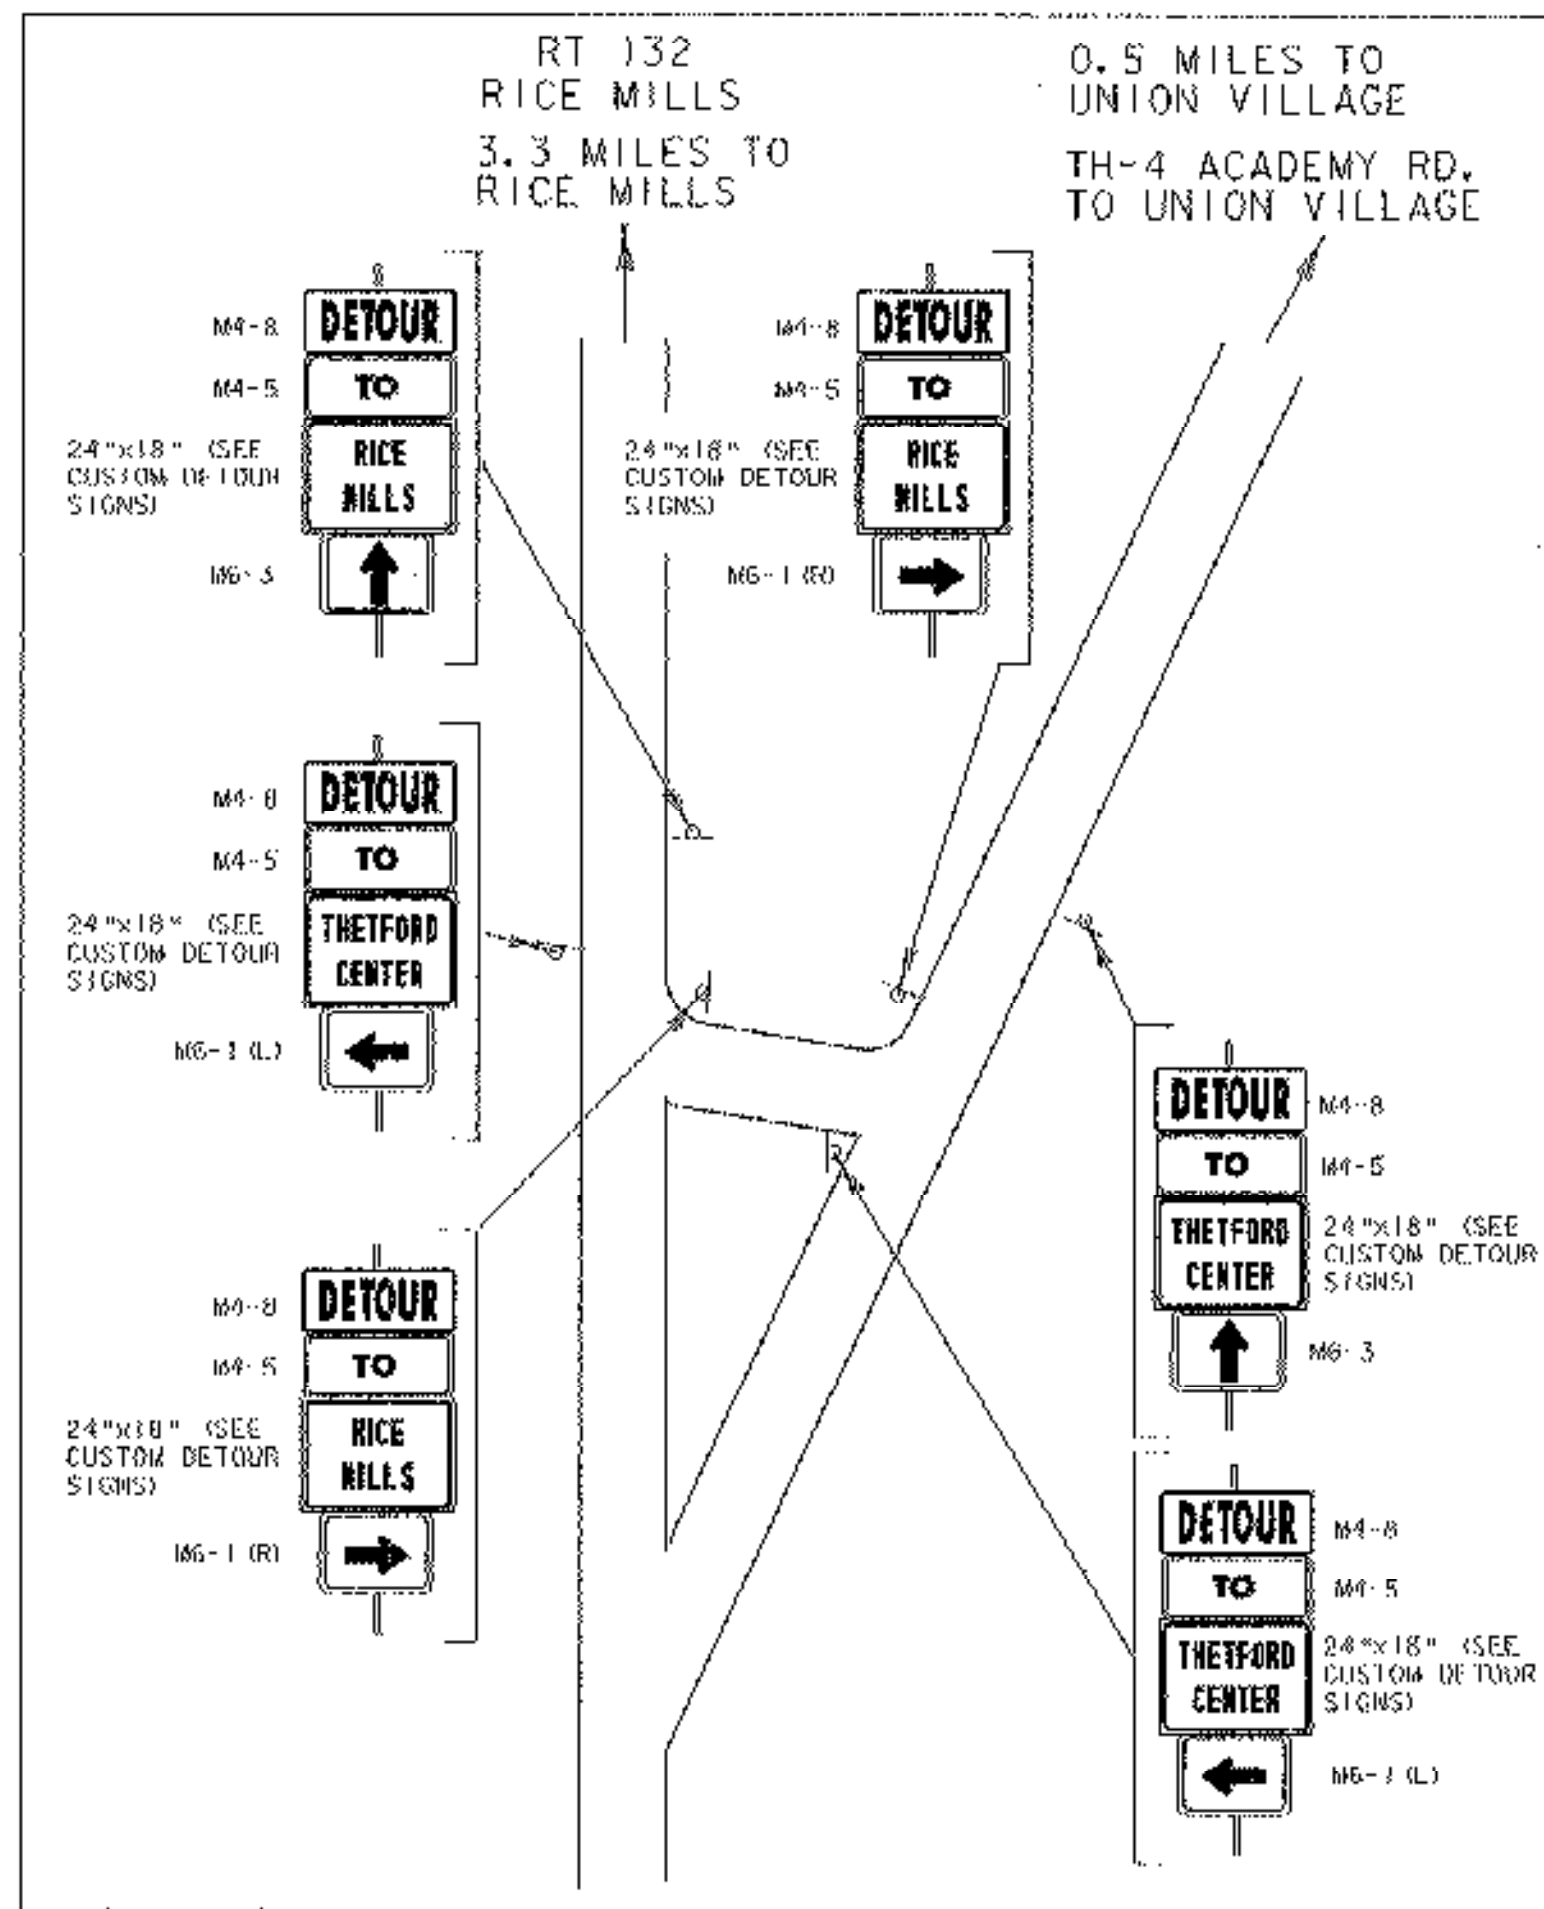 RT 132
RICE MILLS
3.3 MILES TO
RICE MILLS
0.5 MILES TO
UNION VILLAGE
TH-4 ACADEMY RD.
TO UNION VILLAGE
M4-8
DETOUR
M4-5
TO
24"x18" (SEE
CUSTOM DETOUR
SIGNS)
RICE
MILLS
M6-3
M4-8
DETOUR
M4-5
TO
24"x18" (SEE
CUSTOM DETOUR
SIGNS)
RICE
MILLS
M6-1 (R)
M4-8
DETOUR
M4-5
TO
24"x18" (SEE
CUSTOM DETOUR
SIGNS)
THETFORD
CENTER
M6-1 (L)
DETOUR
M4-8
TO
M4-5
THETFORD
CENTER
24"x18" (SEE
CUSTOM DETOUR
SIGNS)
M6-3
M4-8
DETOUR
M4-5
TO
24"x18" (SEE
CUSTOM DETOUR
SIGNS)
RICE
MILLS
M6-1 (R)
DETOUR
M4-8
TO
M4-5
THETFORD
CENTER
24"x18" (SEE
CUSTOM DETOUR
SIGNS)
M6-1 (L)